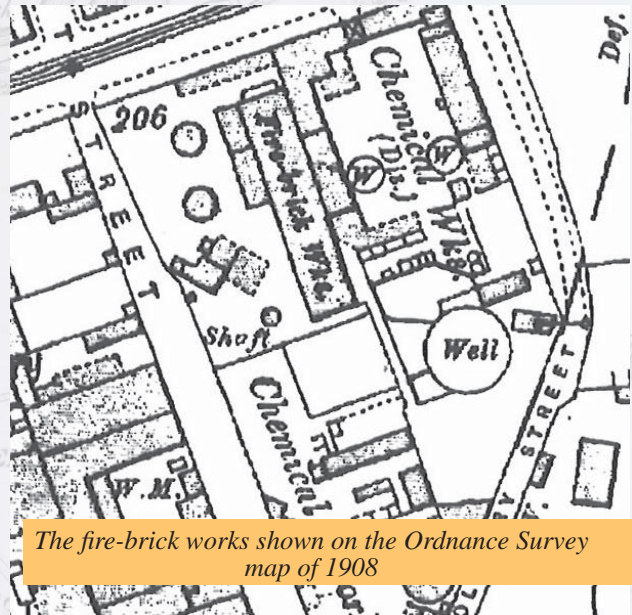 Def.
206
STREET
Fire-brick Wks.
Chemical Wks.
(Dis.)
W
W
Shaft
Well
Chemical
STREET
W.M.
The fire-brick works shown on the Ordnance Survey
map of 1908